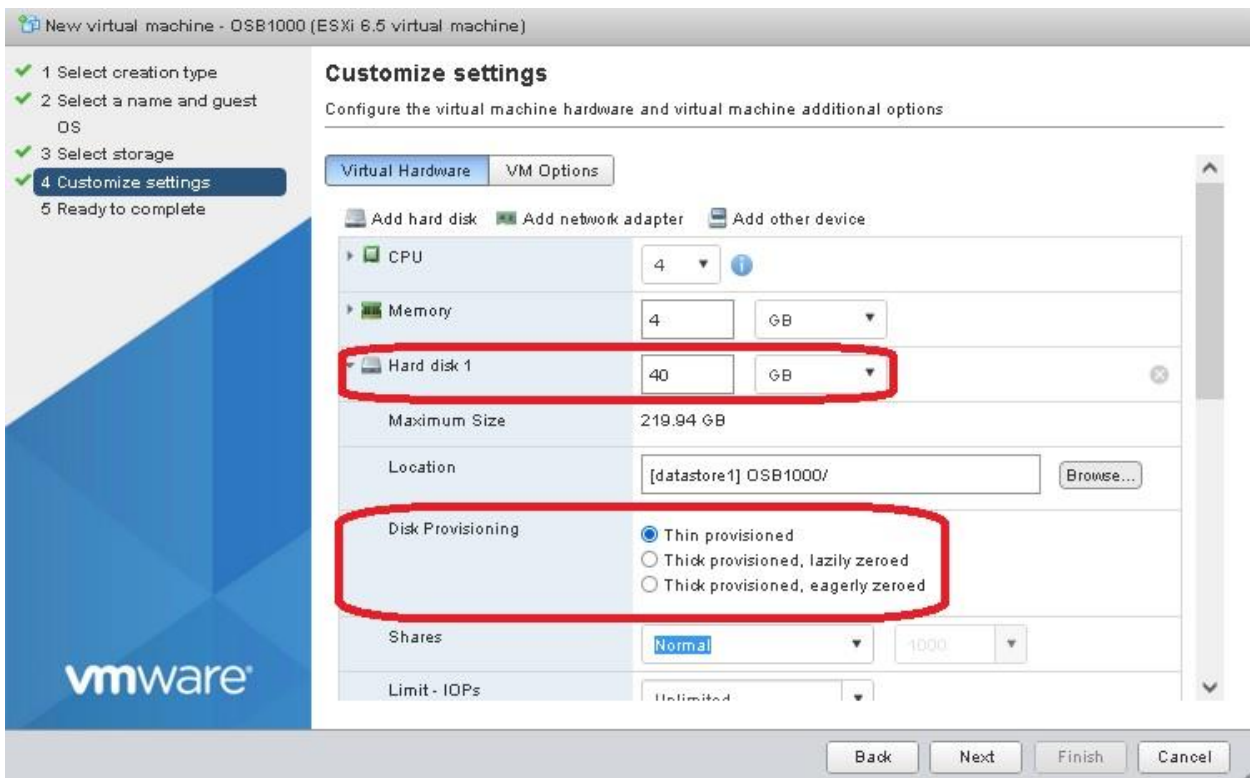 New virtual machine - OSB1000 (ESXi 6.5 virtual machine)
1 Select creation type
2 Select a name and guest
OS
3 Select storage
4 Customize settings
5 Ready to complete
Customize settings
Configure the virtual machine hardware and virtual machine additional options
Virtual Hardware VM Options
Add hard disk Add network adapter Add other device
CPU 4
Memory 4 GB
Hard disk 1 40 GB
Maximum Size 219.94 GB
Location [datastore1] OSB1000/ Browse...
Disk Provisioning
Thin provisioned
Thick provisioned, lazily zeroed
Thick provisioned, eagerly zeroed
Shares Normal 1000
Limit - IOPs Unlimited
vmware®
Back Next Finish Cancel